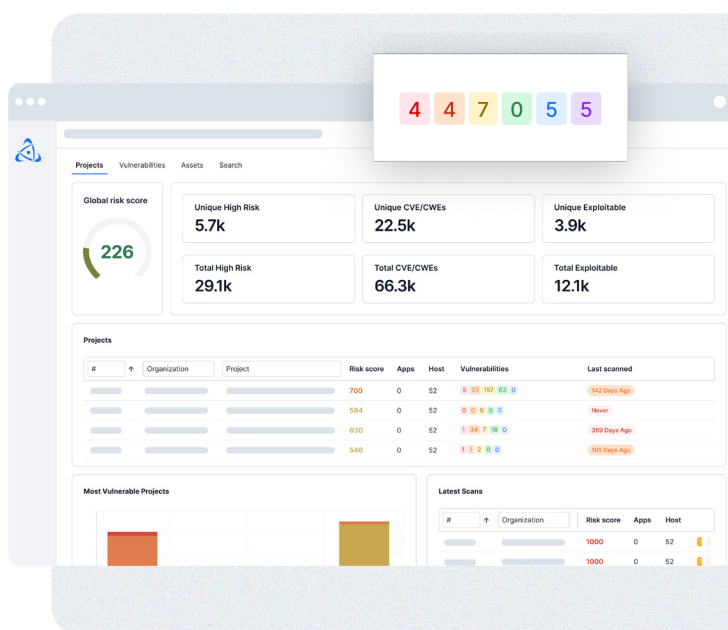 4 4 7 0 5 5
Projects Vulnerabilities Assets Search
Global risk score
226
Unique High Risk
5.7k
Unique CVE/CWEs
22.5k
Unique Exploitable
3.9k
Total High Risk
29.1k
Total CVE/CWEs
66.3k
Total Exploitable
12.1k
Projects
# ↑ Organization Project Risk score Apps Host Vulnerabilities Last scanned
700 0 52 5 23 157 63 0 142 Days Ago
584 0 52 0 0 0 0 0 Never
630 0 52 1 34 7 18 0 369 Days Ago
546 0 52 1 1 2 0 0 105 Days Ago
Most Vulnerable Projects
Latest Scans
# ↑ Organization Risk score Apps Host
1000 0 52
1000 0 52